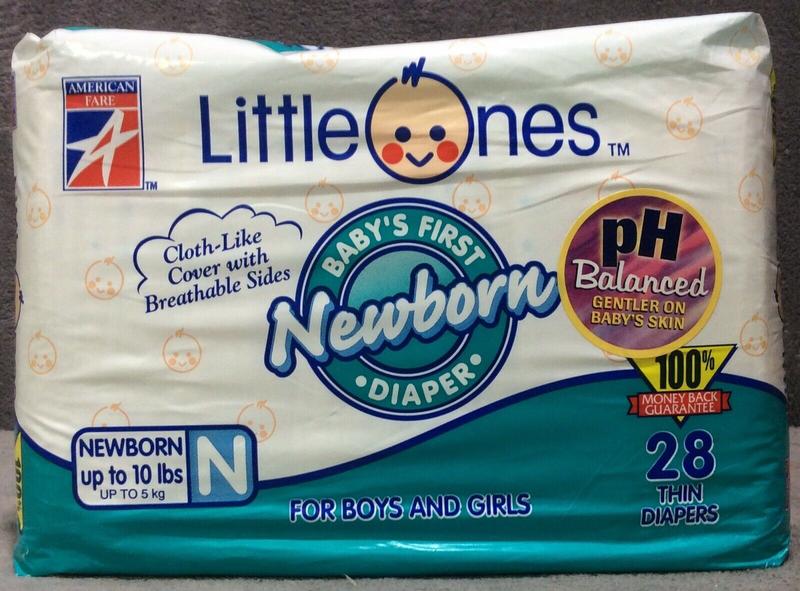 AMERICAN
FARE
TM
Little Ones TM
Cloth-Like
Cover with
Breathable Sides
BABY'S FIRST
Newborn
•DIAPER•
pH
Balanced
GENTLER ON
BABY'S SKIN
100%
MONEY BACK
GUARANTEE
NEWBORN
up to 10 lbs
UP TO 5 kg
N
FOR BOYS AND GIRLS
28
THIN
DIAPERS